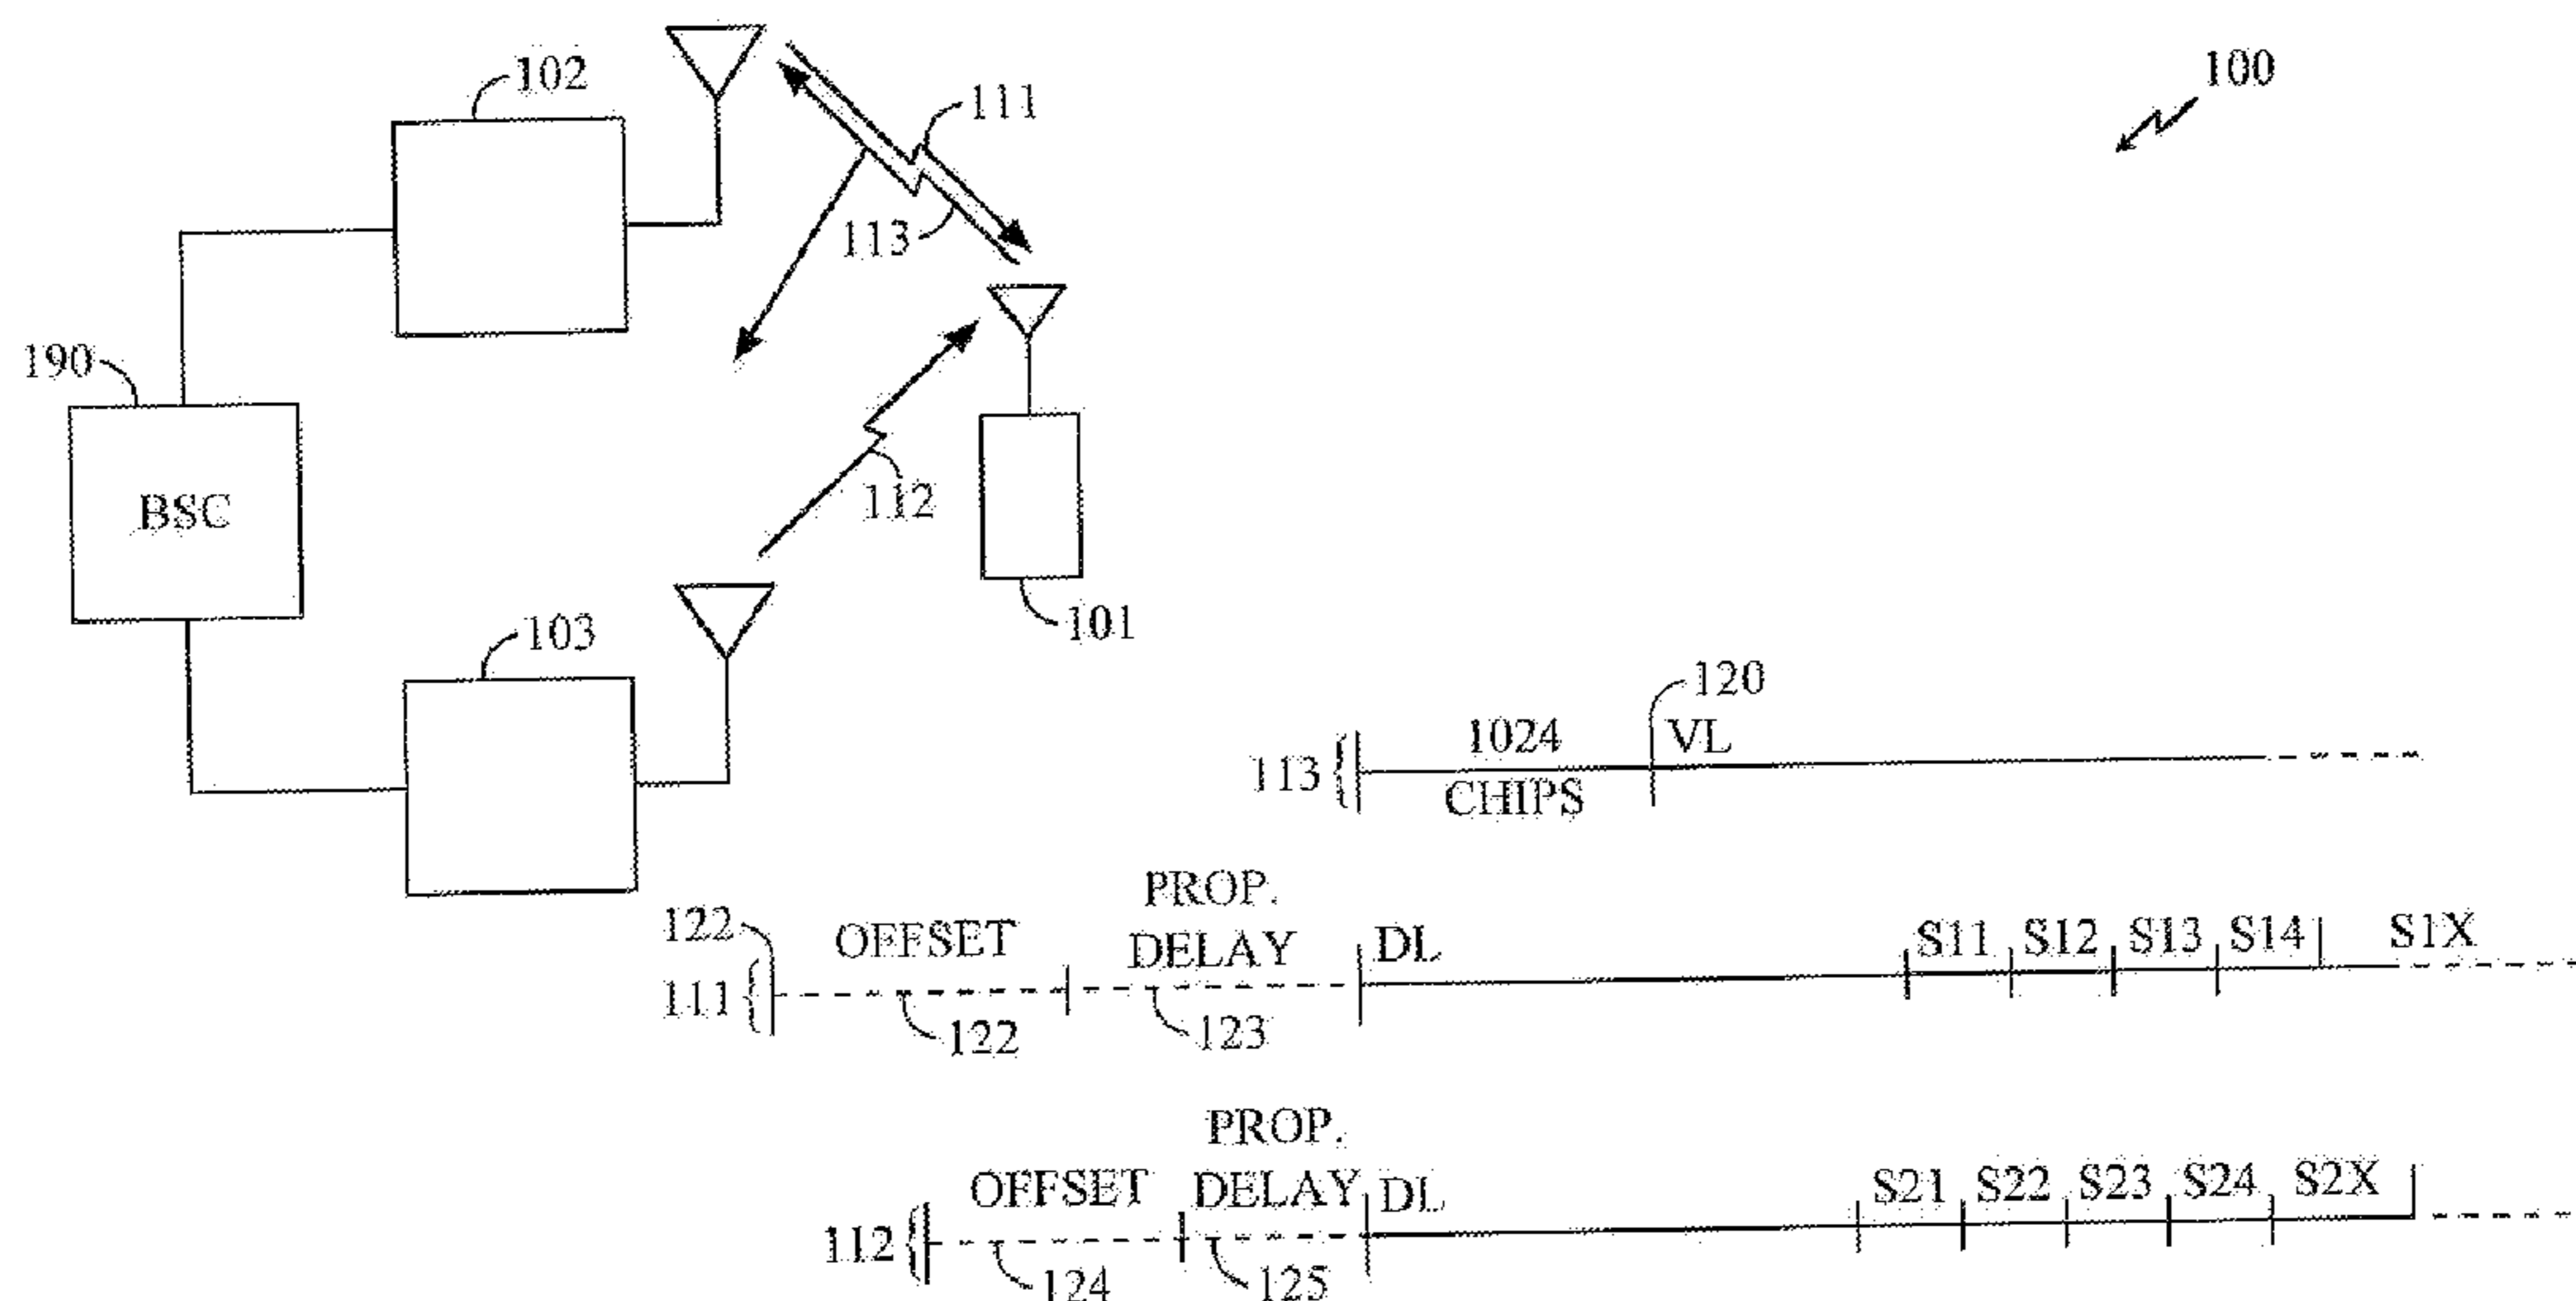 102
111
100
113
190
BSC
112
101
103
120
1024
VL
113
CHIPS
PROP.
122
OFFSET
DELAY
DL
S11
S12
S13
S14
S1X
111
122
123
PROP.
OFFSET
DELAY
DL
S21
S22
S23
S24
S2X
112
124
125